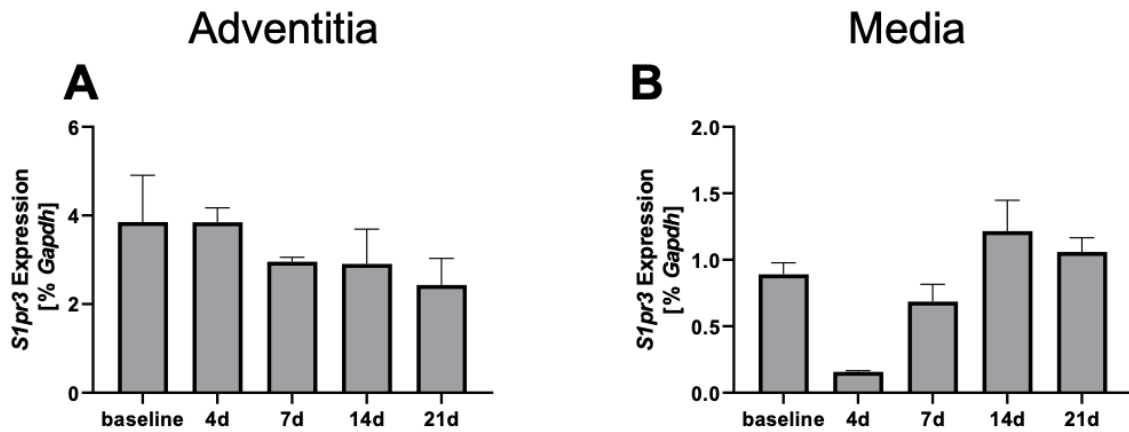 Adventitia
A
6
4
2
0
S1pr3 Expression
[% Gapdh]
baseline 4d 7d 14d 21d
Media
B
2.0
1.5
1.0
0.5
0.0
S1pr3 Expression
[% Gapdh]
baseline 4d 7d 14d 21d